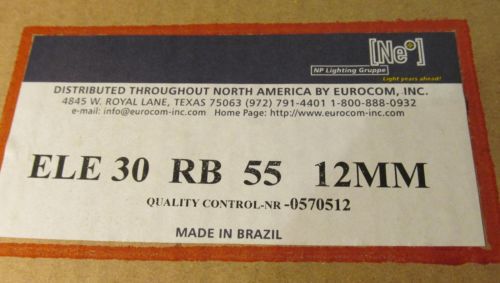 [Ne°]
NP Lighting Gruppe
Light years ahead!
DISTRIBUTED THROUGHOUT NORTH AMERICA BY EUROCOM, INC.
4845 W. ROYAL LANE, TEXAS 75063 (972) 791-4401 1-800-888-0932
e-mail: info@eurocom-inc.com Home Page: http://www.eurocom-inc.com
ELE 30 RB 55 12MM
QUALITY CONTROL-NR -0570512
MADE IN BRAZIL